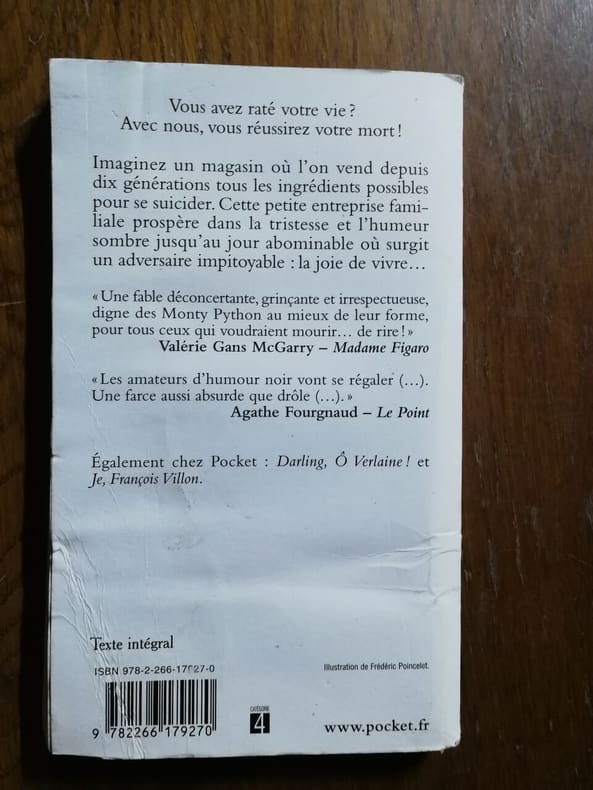 Vous avez raté votre vie ?
Avec nous, vous réussirez votre mort !
Imaginez un magasin où l'on vend depuis
dix générations tous les ingrédients possibles
pour se suicider. Cette petite entreprise fami-
liale prospère dans la tristesse et l'humeur
sombre jusqu'au jour abominable où surgit
un adversaire impitoyable : la joie de vivre…
« Une fable déconcertante, grinçante et irrespectueuse,
digne des Monty Python au mieux de leur forme,
pour tous ceux qui voudraient mourir… de rire ! »
Valérie Gans McGarry – Madame Figaro
« Les amateurs d'humour noir vont se régaler (…).
Une farce aussi absurde que drôle (…). »
Agathe Fourgnaud – Le Point
Également chez Pocket : Darling, Ô Verlaine ! et
Je, François Villon.
Texte intégral
ISBN 978-2-266-17927-0
Illustration de Frédéric Poincelet.
9 782266 179270
CATÉGORIE
4
www.pocket.fr